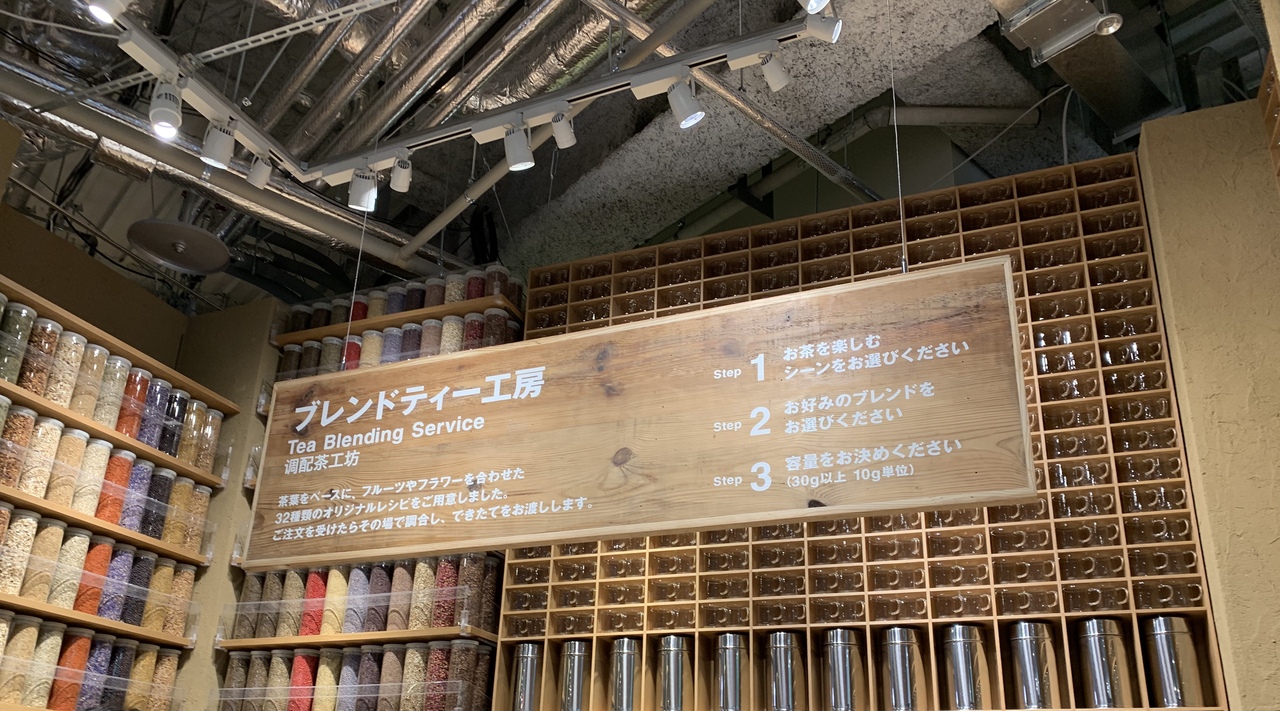 ブレンドティー工房
Tea Blending Service
调配茶工坊
茶葉をベースに、フルーツやフラワーを合わせた
32種類のオリジナルレシピをご用意しました。
ご注文を受けたらその場で調合し、できたてをお渡しします。
Step 1 お茶を楽しむ
シーンをお選びください
Step 2 お好みのブレンドを
お選びください
Step 3 容量をお決めください
(30g以上 10g単位)